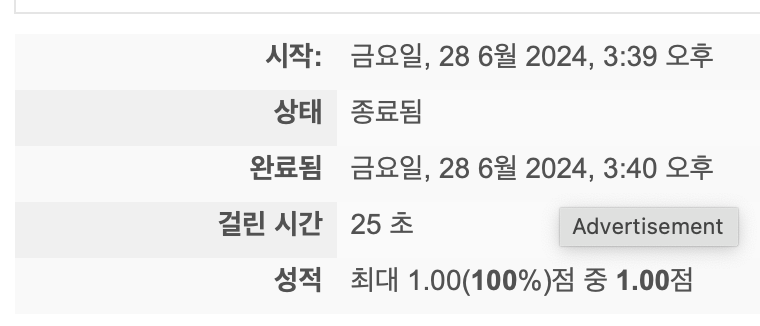 시작: 금요일, 28 6월 2024, 3:39 오후
상태 종료됨
완료됨 금요일, 28 6월 2024, 3:40 오후
걸린 시간 25 초
Advertisement
성적 최대 1.00(100%)점 중 1.00점